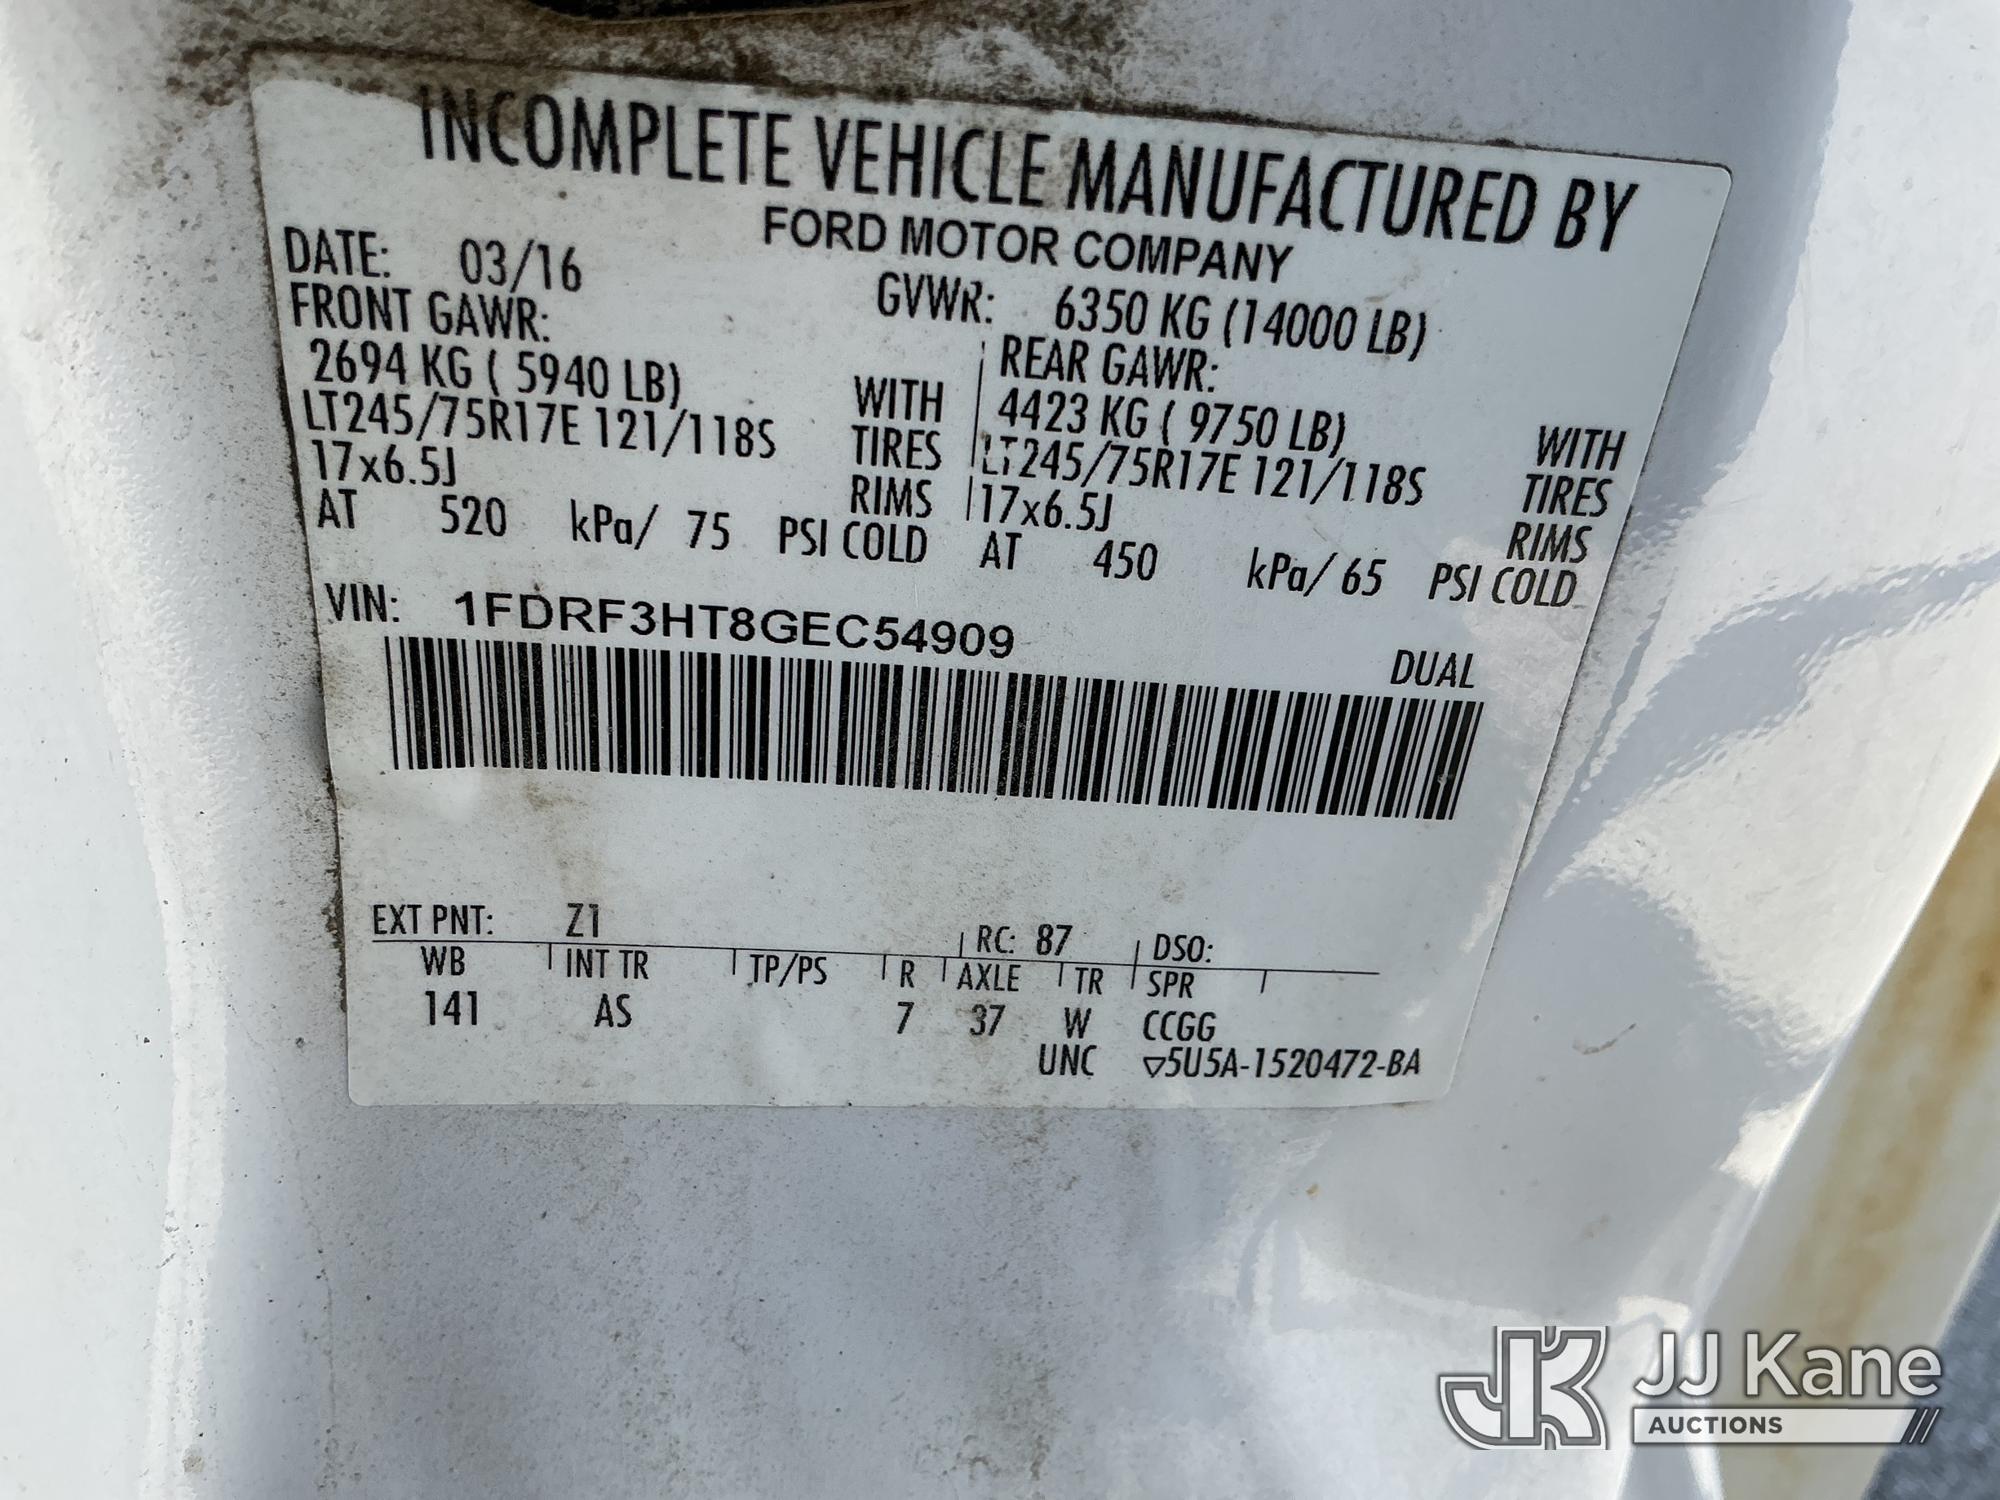 INCOMPLETE VEHICLE MANUFACTURED BY
FORD MOTOR COMPANY
DATE: 03/16 GVWR: 6350 KG (14000 LB)
FRONT GAWR: REAR GAWR:
2694 KG ( 5940 LB) WITH 4423 KG ( 9750 LB) WITH
LT245/75R17E 121/118S TIRES LT245/75R17E 121/118S TIRES
17x6.5J RIMS 17x6.5J RIMS
AT 520 kPa/ 75 PSI COLD AT 450 kPa/ 65 PSI COLD
VIN: 1FDRF3HT8GEC54909
DUAL
EXT PNT: Z1 RC: 87 DSO:
WB INT TR TP/PS R AXLE TR SPR
141 AS 7 37 W CCGG
UNC ▽5U5A-1520472-BA
JK JJ Kane
AUCTIONS